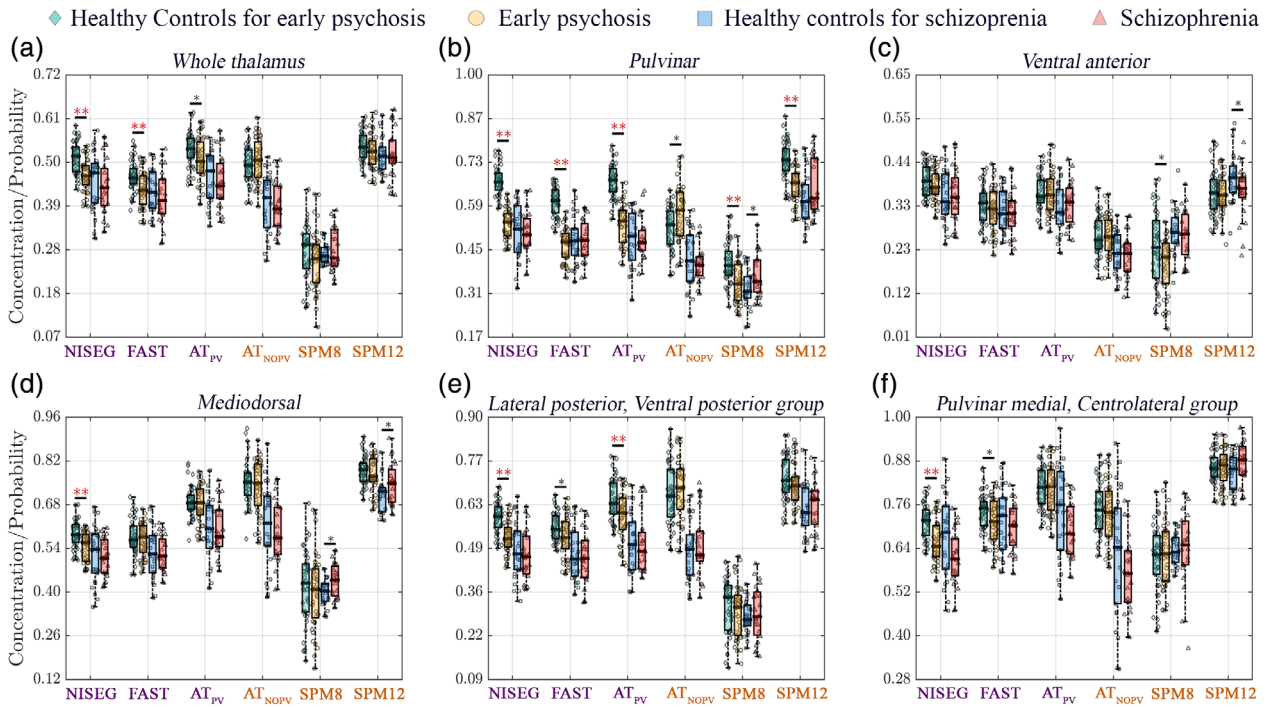 Healthy Controls for early psychosis Early psychosis Healthy controls for schizoprenia Schizophrenia
(a) Whole thalamus
Concentration/Probability
0.72
0.61
0.50
0.39
0.28
0.18
0.07
** ** *
NISEG FAST ATPV ATNOPV SPM8 SPM12
(b) Pulvinar
1.00
0.87
0.73
0.59
0.45
0.31
0.17
** ** ** * ** * **
NISEG FAST ATPV ATNOPV SPM8 SPM12
(c) Ventral anterior
0.65
0.55
0.44
0.33
0.23
0.12
0.01
* *
NISEG FAST ATPV ATNOPV SPM8 SPM12
(d) Mediodorsal
Concentration/Probability
0.96
0.82
0.68
0.54
0.40
0.26
0.12
** * *
NISEG FAST ATPV ATNOPV SPM8 SPM12
(e) Lateral posterior, Ventral posterior group
0.90
0.77
0.63
0.49
0.36
0.22
0.09
** * **
NISEG FAST ATPV ATNOPV SPM8 SPM12
(f) Pulvinar medial, Centrolateral group
1.00
0.88
0.76
0.64
0.52
0.40
0.28
** *
NISEG FAST ATPV ATNOPV SPM8 SPM12